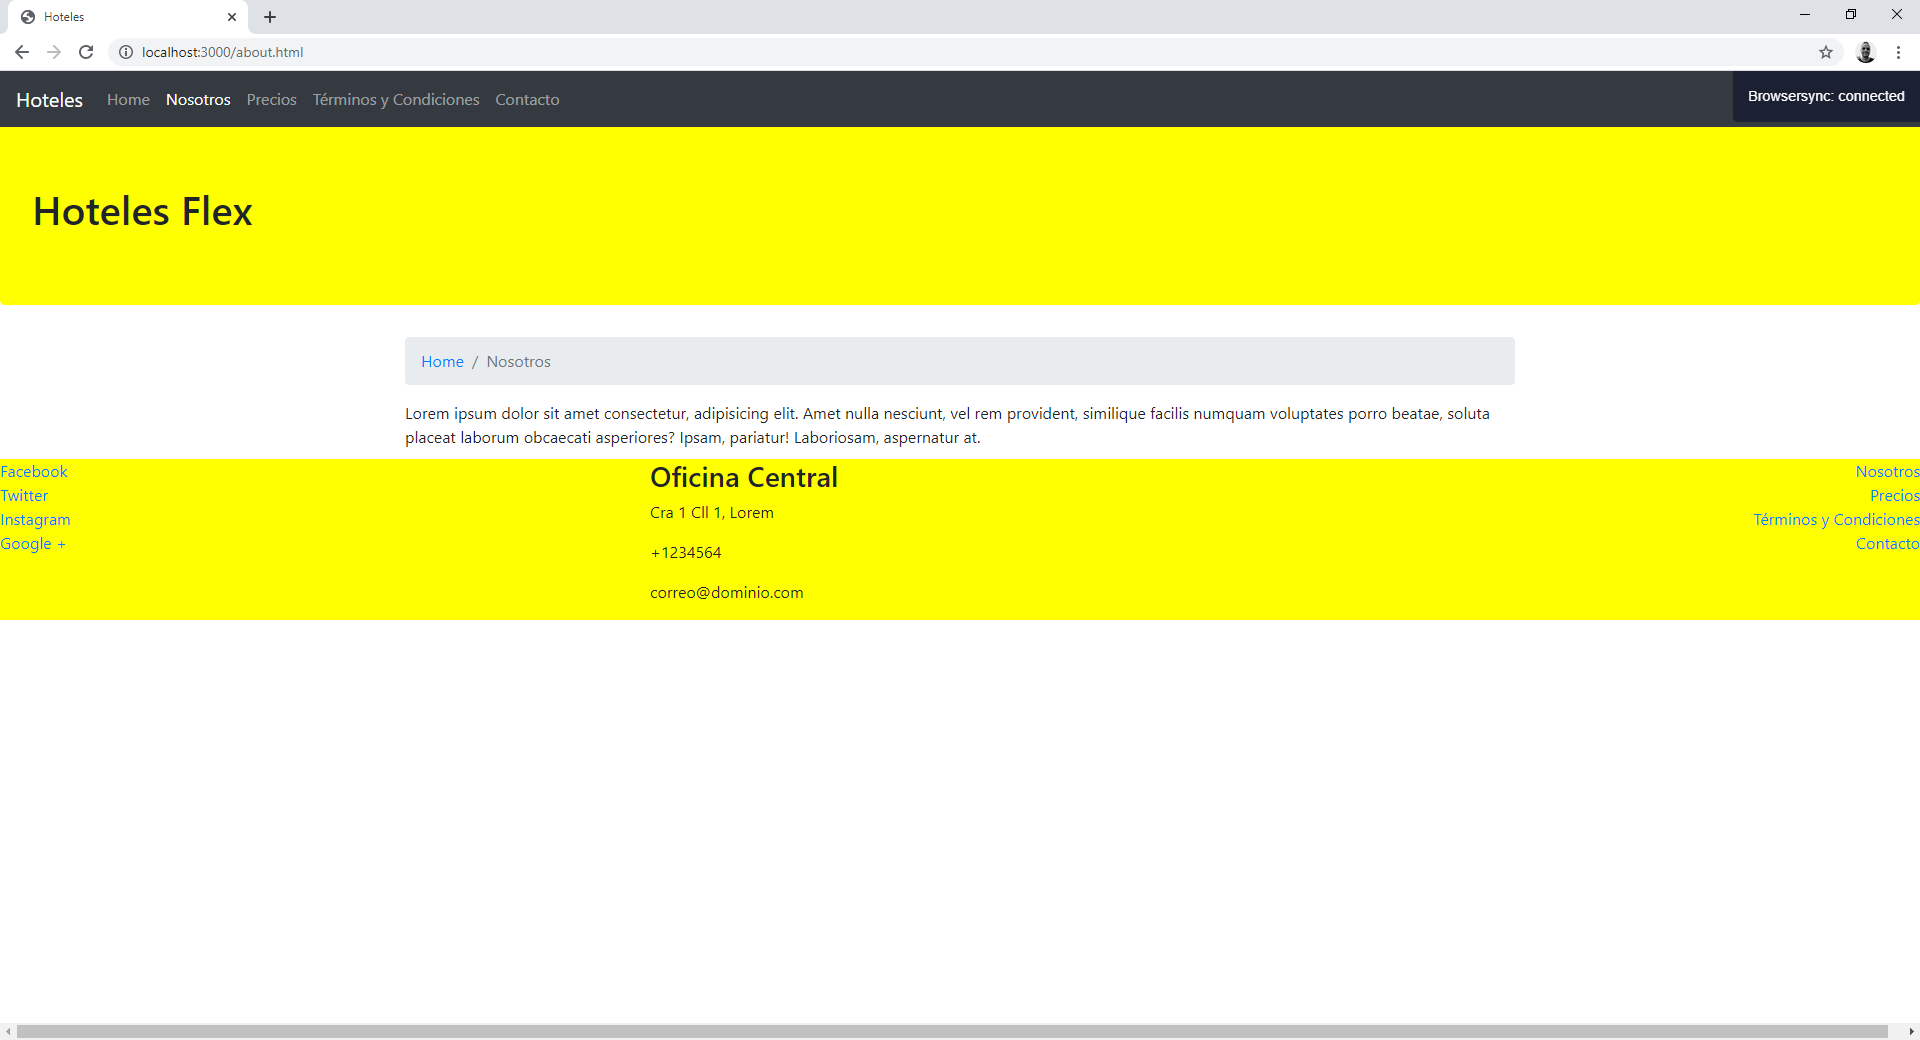 Hoteles
localhost:3000/about.html
Hoteles Home Nosotros Precios Términos y Condiciones Contacto
Browsersync: connected
Hoteles Flex
Home / Nosotros
Lorem ipsum dolor sit amet consectetur, adipisicing elit. Amet nulla nesciunt, vel rem provident, similique facilis numquam voluptates porro beatae, soluta
placeat laborum obcaecati asperiores? Ipsam, pariatur! Laboriosam, aspernatur at.
Facebook
Twitter
Instagram
Google +
Oficina Central
Cra 1 Cll 1, Lorem
+1234564
correo@dominio.com
Nosotros
Precios
Términos y Condiciones
Contacto